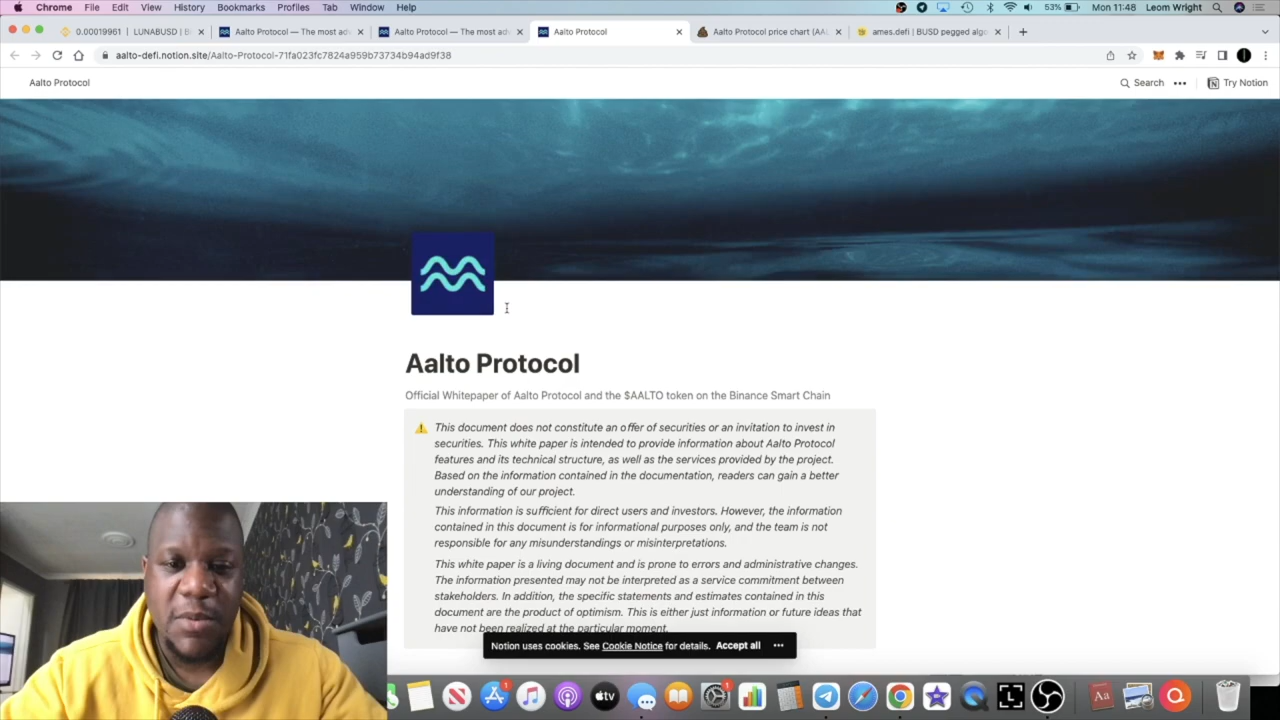 Chrome File Edit View History Bookmarks Profiles Tab Window Help 53% Mon 11:48 Leom Wright
0.00019961 | LUNABUSD | B Aalto Protocol — The most adv Aalto Protocol — The most adv Aalto Protocol Aalto Protocol price chart (AAL ames.defi | BUSD pegged algo
aalto-defi.notion.site/Aalto-Protocol-71fa023fc7824a959b73734b94ad9f38
Aalto Protocol Search ••• Try Notion
Aalto Protocol
Official Whitepaper of Aalto Protocol and the $AALTO token on the Binance Smart Chain
This document does not constitute an offer of securities or an invitation to invest in
securities. This white paper is intended to provide information about Aalto Protocol
features and its technical structure, as well as the services provided by the project.
Based on the information contained in the documentation, readers can gain a better
understanding of our project.
This information is sufficient for direct users and investors. However, the information
contained in this document is for informational purposes only, and the team is not
responsible for any misunderstandings or misinterpretations.
This white paper is a living document and is prone to errors and administrative changes.
The information presented may not be interpreted as a service commitment between
stakeholders. In addition, the specific statements and estimates contained in this
document are the product of optimism. This is either just information or future ideas that
have not been realized at the particular moment.
Notion uses cookies. See Cookie Notice for details. Accept all •••
tv